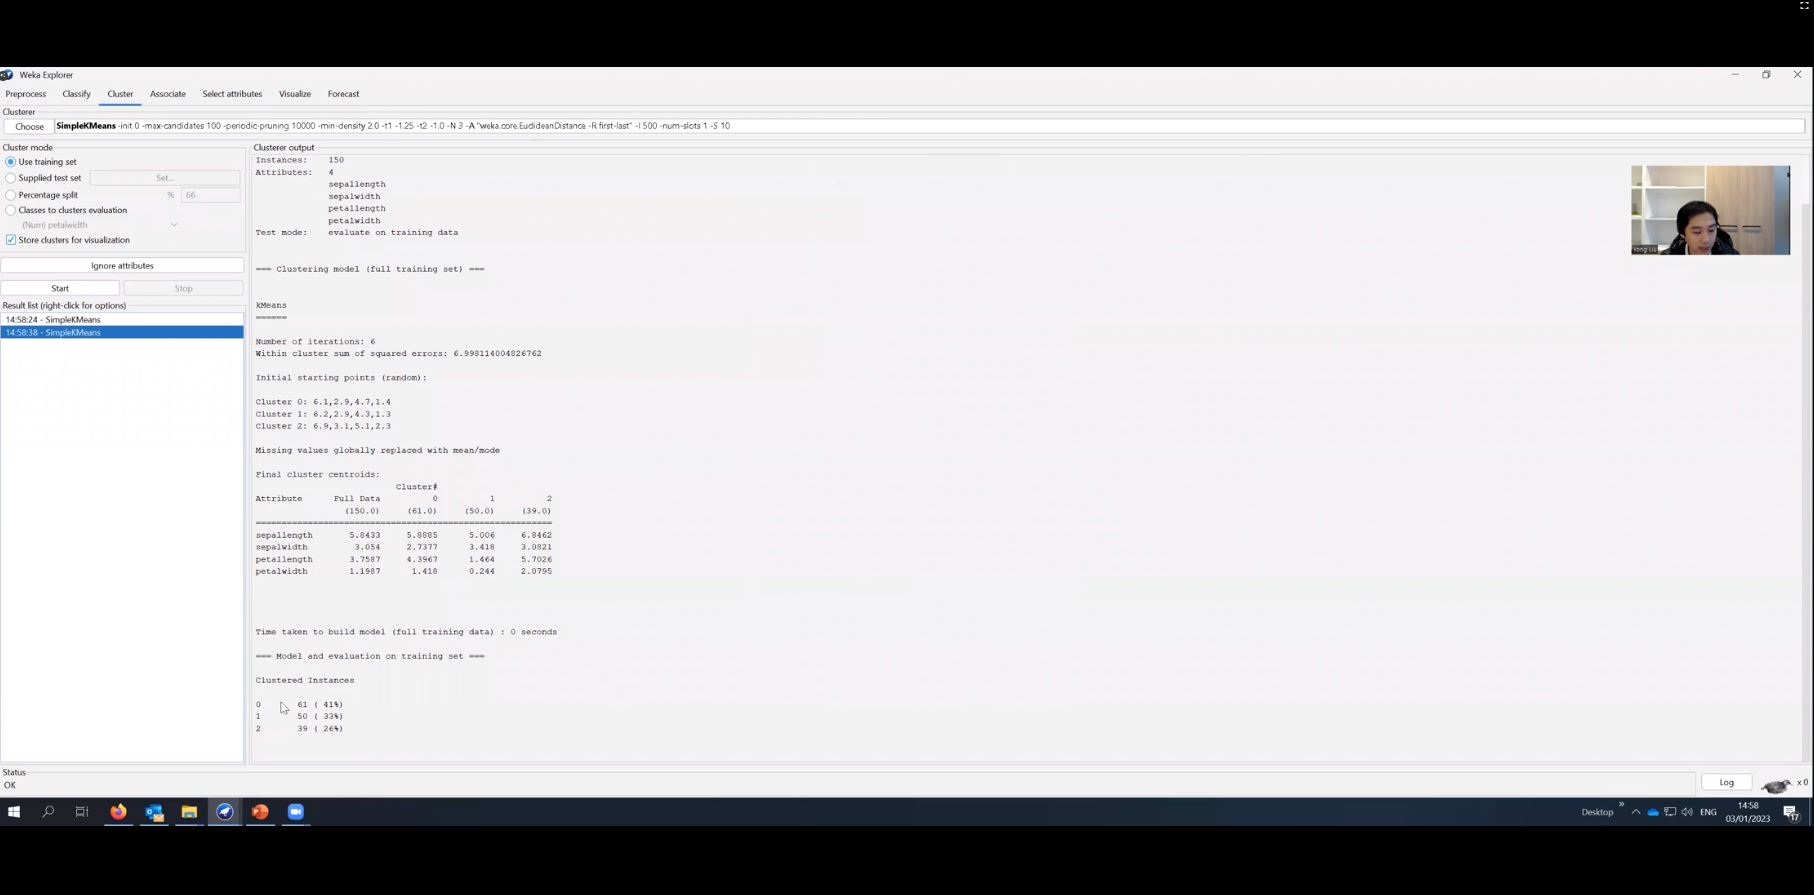 Weka Explorer
Preprocess Classify Cluster Associate Select attributes Visualize Forecast
Clusterer
Choose SimpleKMeans -init 0 -max-candidates 100 -periodic-pruning 10000 -min-density 2.0 -t1 -1.25 -t2 -1.0 -N 3 -A "weka.core.EuclideanDistance -R first-last" -I 500 -num-slots 1 -S 10
Cluster mode
Use training set
Supplied test set Set...
Percentage split % 66
Classes to clusters evaluation
(Num) petalwidth
Store clusters for visualization
Ignore attributes
Start Stop
Result list (right-click for options)
14:58:24 - SimpleKMeans
14:58:38 - SimpleKMeans
Clusterer output
Instances: 150
Attributes: 4
sepallength
sepalwidth
petallength
petalwidth
Test mode: evaluate on training data
=== Clustering model (full training set) ===
kMeans
======
Number of iterations: 6
Within cluster sum of squared errors: 6.998114004826762
Initial starting points (random):
Cluster 0: 6.1,2.9,4.7,1.4
Cluster 1: 6.2,2.9,4.3,1.3
Cluster 2: 6.9,3.1,5.1,2.3
Missing values globally replaced with mean/mode
Final cluster centroids:
Cluster#
Attribute Full Data 0 1 2
(150.0) (61.0) (50.0) (39.0)
==========================================================
sepallength 5.8433 5.8885 5.006 6.8462
sepalwidth 3.054 2.7377 3.418 3.0821
petallength 3.7587 4.3967 1.464 5.7026
petalwidth 1.1987 1.418 0.244 2.0795
Time taken to build model (full training data) : 0 seconds
=== Model and evaluation on training set ===
Clustered Instances
0 61 ( 41%)
1 50 ( 33%)
2 39 ( 26%)
Status
OK
Log x 0
Desktop ENG 14:58
03/01/2023
17